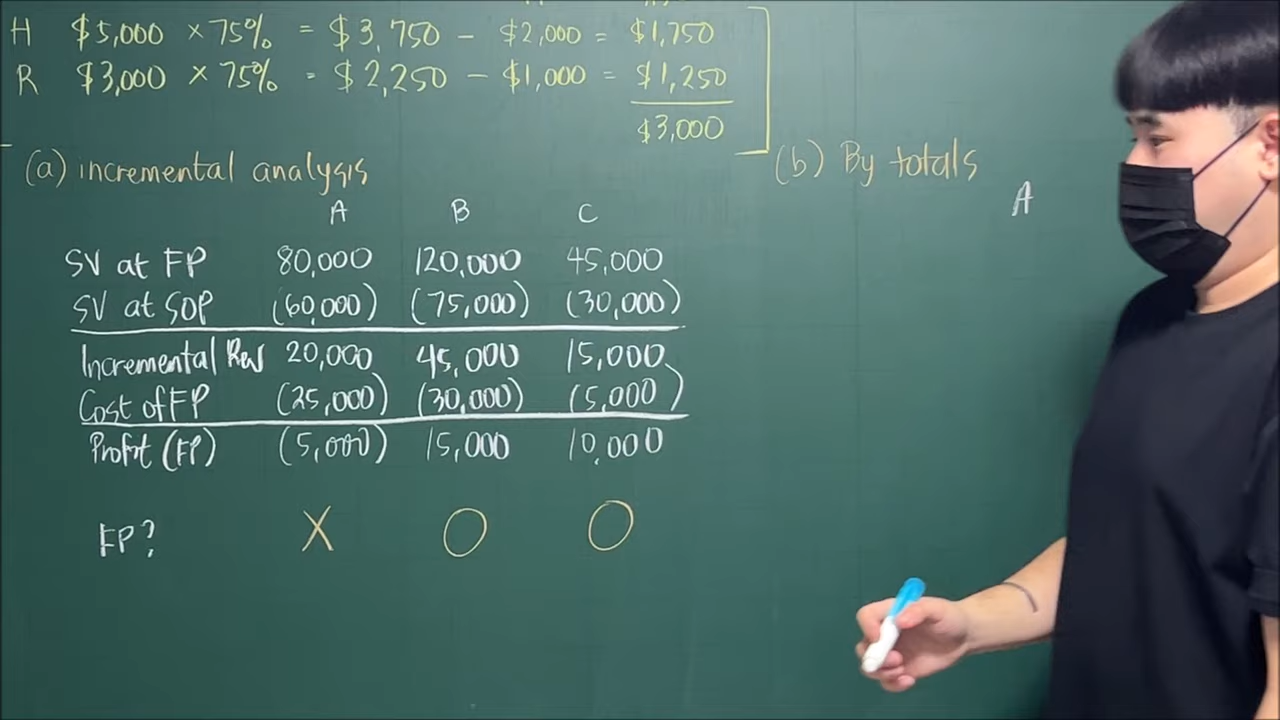 H $5,000 × 75% = $3,750 - $2,000 = $1,750
R $3,000 × 75% = $2,250 - $1,000 = $1,250
$3,000
(a) incremental analysis
A B C
SV at FP 80,000 120,000 45,000
SV at SOP (60,000) (75,000) (30,000)
Incremental Rev 20,000 45,000 15,000
Cost of FP (25,000) (30,000) (5,000)
Profit (FP) (5,000) 15,000 10,000
FP? X O O
(b) By totals
A